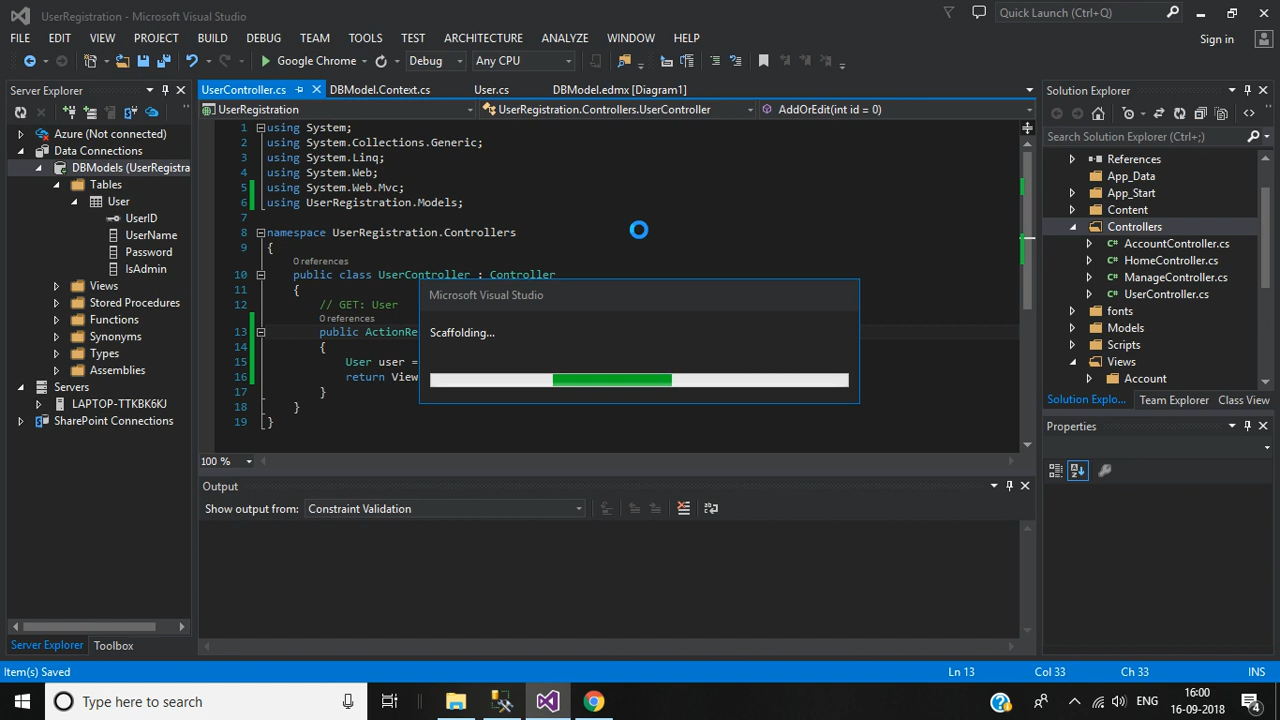 UserRegistration - Microsoft Visual Studio
Quick Launch (Ctrl+Q)
FILE EDIT VIEW PROJECT BUILD DEBUG TEAM TOOLS TEST ARCHITECTURE ANALYZE WINDOW HELP
Sign in
Google Chrome Debug Any CPU
Server Explorer
Azure (Not connected)
Data Connections
DBModels (UserRegistra
Tables
User
UserID
UserName
Password
IsAdmin
Views
Stored Procedures
Functions
Synonyms
Types
Assemblies
Servers
LAPTOP-TTKBK6KJ
SharePoint Connections
Server Explorer Toolbox
UserController.cs DBModel.Context.cs User.cs DBModel.edmx [Diagram1]
UserRegistration UserRegistration.Controllers.UserController AddOrEdit(int id = 0)
1 using System;
2 using System.Collections.Generic;
3 using System.Linq;
4 using System.Web;
5 using System.Web.Mvc;
6 using UserRegistration.Models;
7
8 namespace UserRegistration.Controllers
9 {
0 references
10 public class UserController : Controller
11 {
12 // GET: User
0 references
13 public ActionRe
14 {
15 User user =
16 return View
17 }
18 }
19 }
100 %
Microsoft Visual Studio
Scaffolding...
Output
Show output from: Constraint Validation
Solution Explorer
Search Solution Explorer (Ctrl+;)
References
App_Data
App_Start
Content
Controllers
AccountController.cs
HomeController.cs
ManageController.cs
UserController.cs
fonts
Models
Scripts
Views
Account
Solution Explo... Team Explorer Class View
Properties
Item(s) Saved Ln 13 Col 33 Ch 33 INS
Type here to search
ENG
16:00
16-09-2018
4